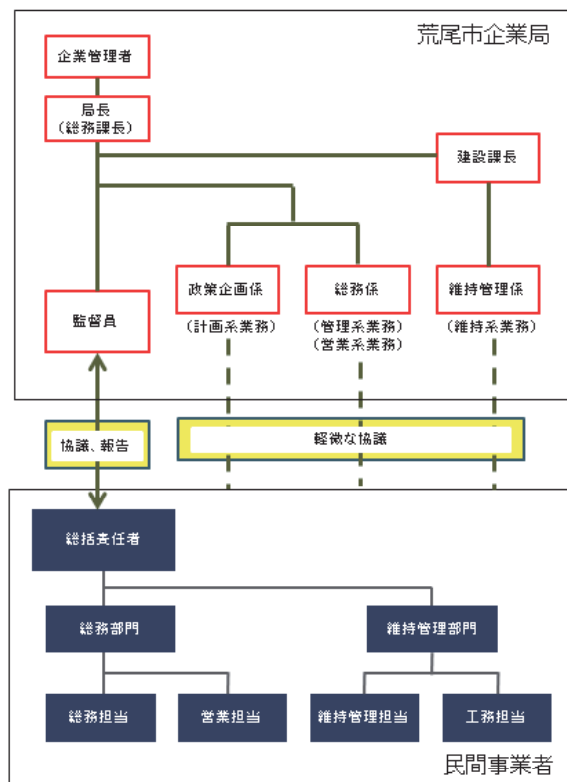 荒尾市企業局
企業管理者
局長
(総務課長)
建設課長
監督員
政策企画係
(計画系業務)
総務係
(管理系業務)
(営業系業務)
維持管理係
(維持系業務)
協議、報告
軽微な協議
総括責任者
総務部門
維持管理部門
総務担当
営業担当
維持管理担当
工務担当
民間事業者